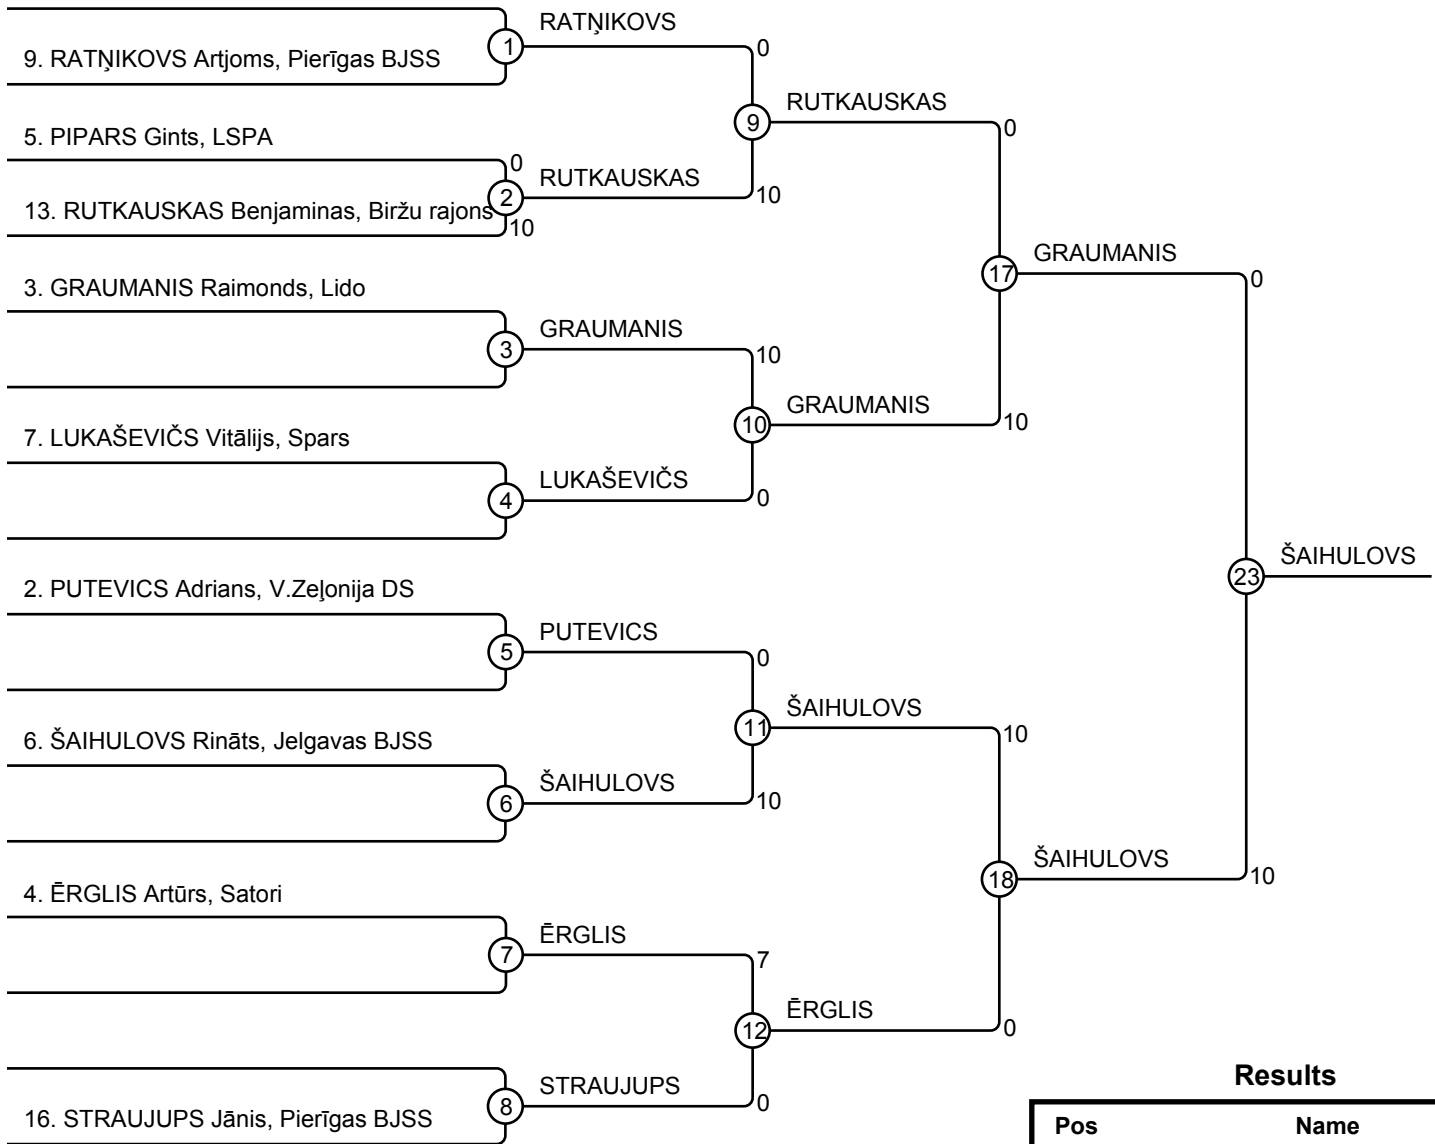 RATŅIKOVS
9. RATŅIKOVS Artjoms, Pierīgas BJSS
1
0
RUTKAUSKAS
9
0
5. PIPARS Gints, LSPA
0
RUTKAUSKAS
2
10
13. RUTKAUSKAS Benjaminas, Biržu rajons
10
GRAUMANIS
17
0
3. GRAUMANIS Raimonds, Lido
GRAUMANIS
3
10
GRAUMANIS
10
10
7. LUKAŠEVIČS Vitālijs, Spars
LUKAŠEVIČS
4
0
ŠAIHULOVS
23
2. PUTEVICS Adrians, V.Zeļonija DS
PUTEVICS
5
0
ŠAIHULOVS
11
10
6. ŠAIHULOVS Rināts, Jelgavas BJSS
ŠAIHULOVS
6
10
ŠAIHULOVS
18
10
4. ĒRGLIS Artūrs, Satori
ĒRGLIS
7
7
ĒRGLIS
12
0
STRAUJUPS
8
0
16. STRAUJUPS Jānis, Pierīgas BJSS
Results
Pos Name